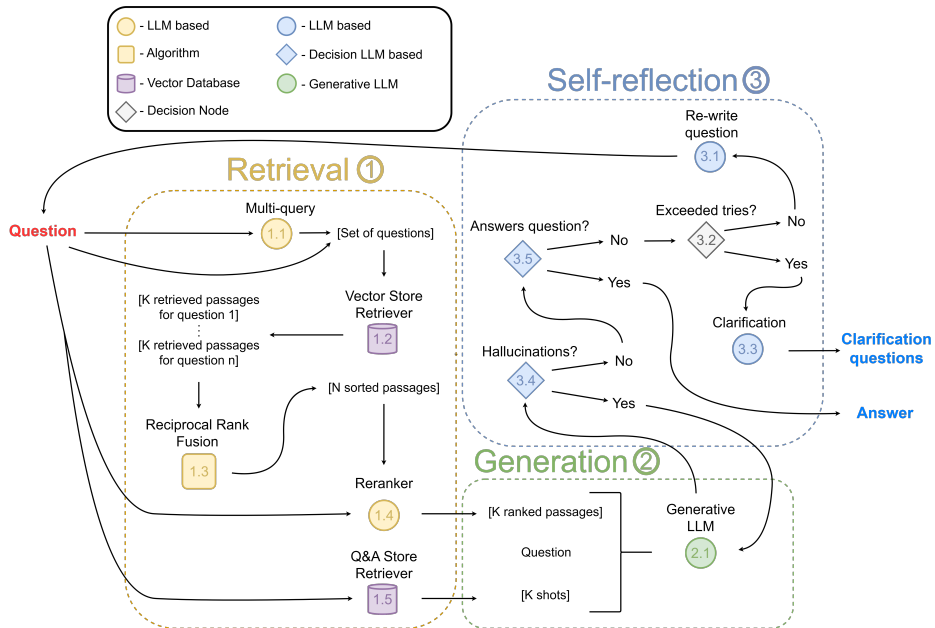 - LLM based
- LLM based
- Algorithm
- Decision LLM based
- Vector Database
- Generative LLM
- Decision Node
Self-reflection ③
Re-write
question
3.1
Retrieval ①
Multi-query
1.1
[Set of questions]
Question
Answers question?
3.5
No
Yes
Exceeded tries?
3.2
No
Yes
[K retrieved passages
for question 1]
:
[K retrieved passages
for question n]
Vector Store
Retriever
1.2
Clarification
3.3
Clarification
questions
Hallucinations?
3.4
No
Yes
Answer
[N sorted passages]
Reciprocal Rank
Fusion
1.3
Generation ②
Reranker
1.4
[K ranked passages]
Question
[K shots]
Generative
LLM
2.1
Q&A Store
Retriever
1.5